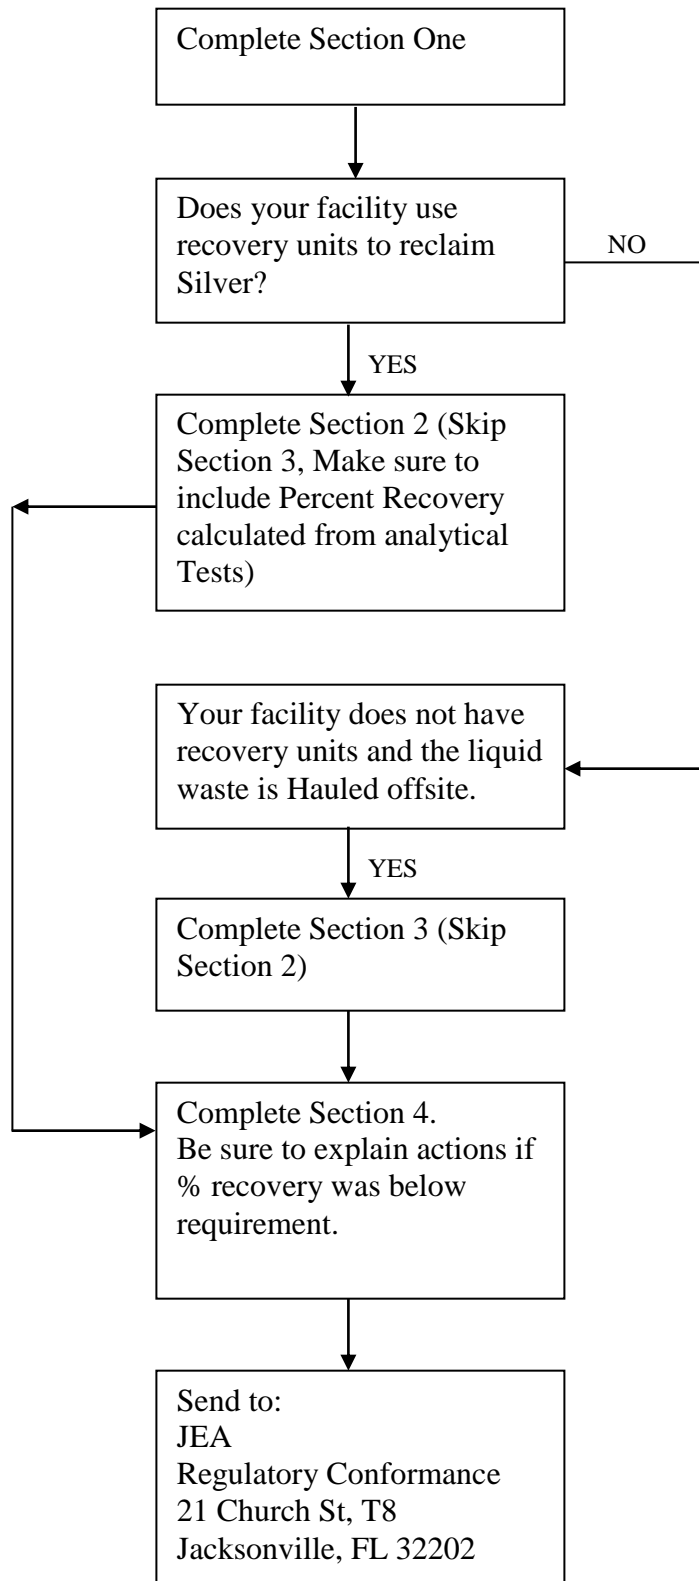 Complete Section One
Does your facility use
recovery units to reclaim
Silver?
NO
YES
Complete Section 2 (Skip
Section 3, Make sure to
include Percent Recovery
calculated from analytical
Tests)
Your facility does not have
recovery units and the liquid
waste is Hauled offsite.
YES
Complete Section 3 (Skip
Section 2)
Complete Section 4.
Be sure to explain actions if
% recovery was below
requirement.
Send to:
JEA
Regulatory Conformance
21 Church St, T8
Jacksonville, FL 32202